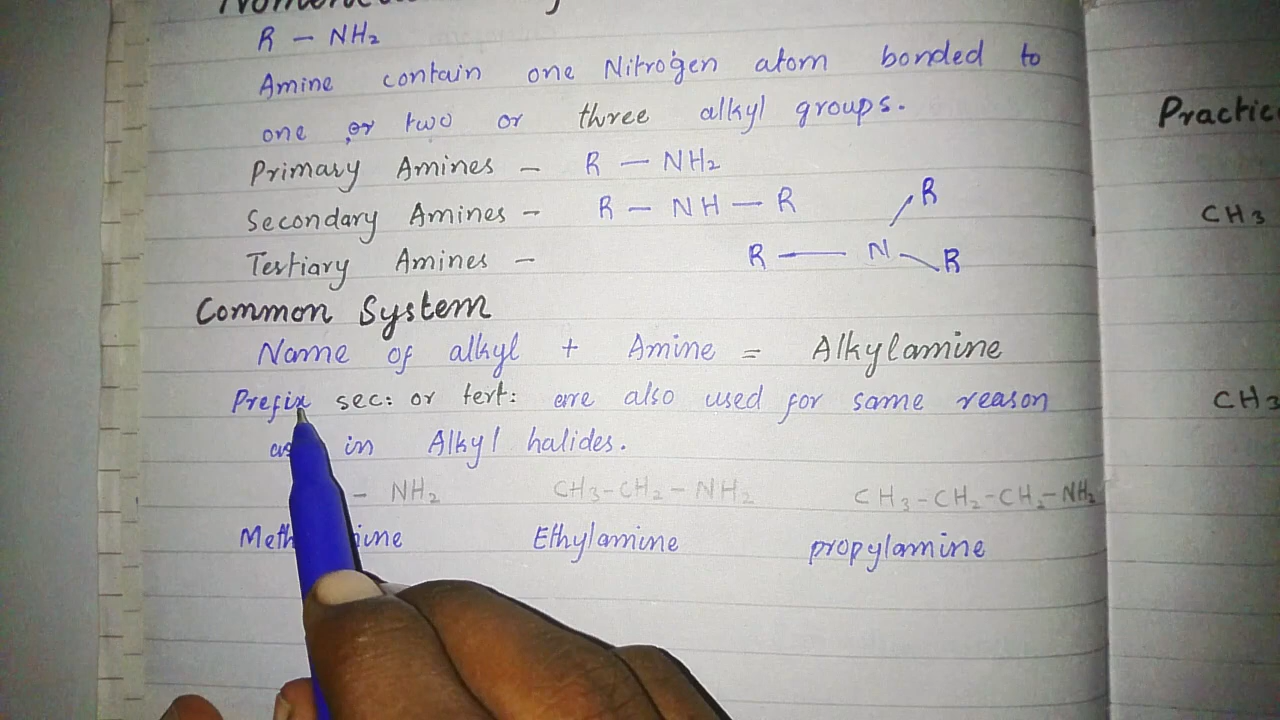 R - NH₂
Amine contain one Nitrogen atom bonded to
one or two or three alkyl groups.
Primary Amines - R - NH₂
Secondary Amines - R - NH - R
R
Tertiary Amines - R - N - R
Common System
Name of alkyl + Amine = Alkylamine
Prefix sec: or tert: are also used for same reason
as in Alkyl halides.
- NH₂ CH₃-CH₂-NH₂ CH₃-CH₂-CH₂-NH₂
Ethylamine propylamine
CH₃
CH₃